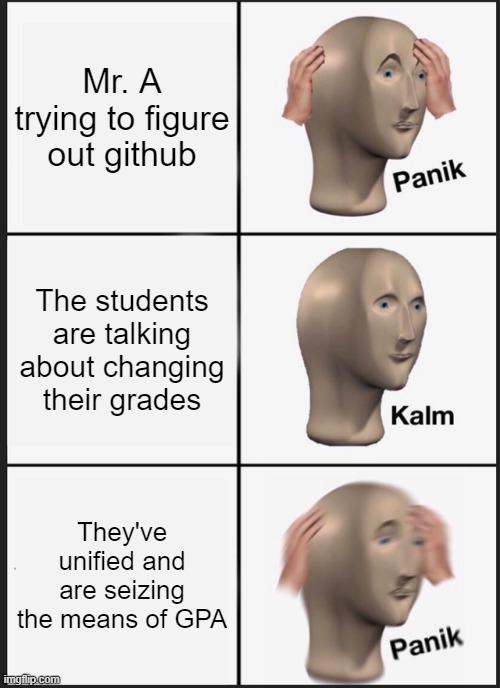 Mr. A
trying to figure
out github
Panik
The students
are talking
about changing
their grades
Kalm
They've
unified and
are seizing
the means of GPA
Panik
imgflip.com